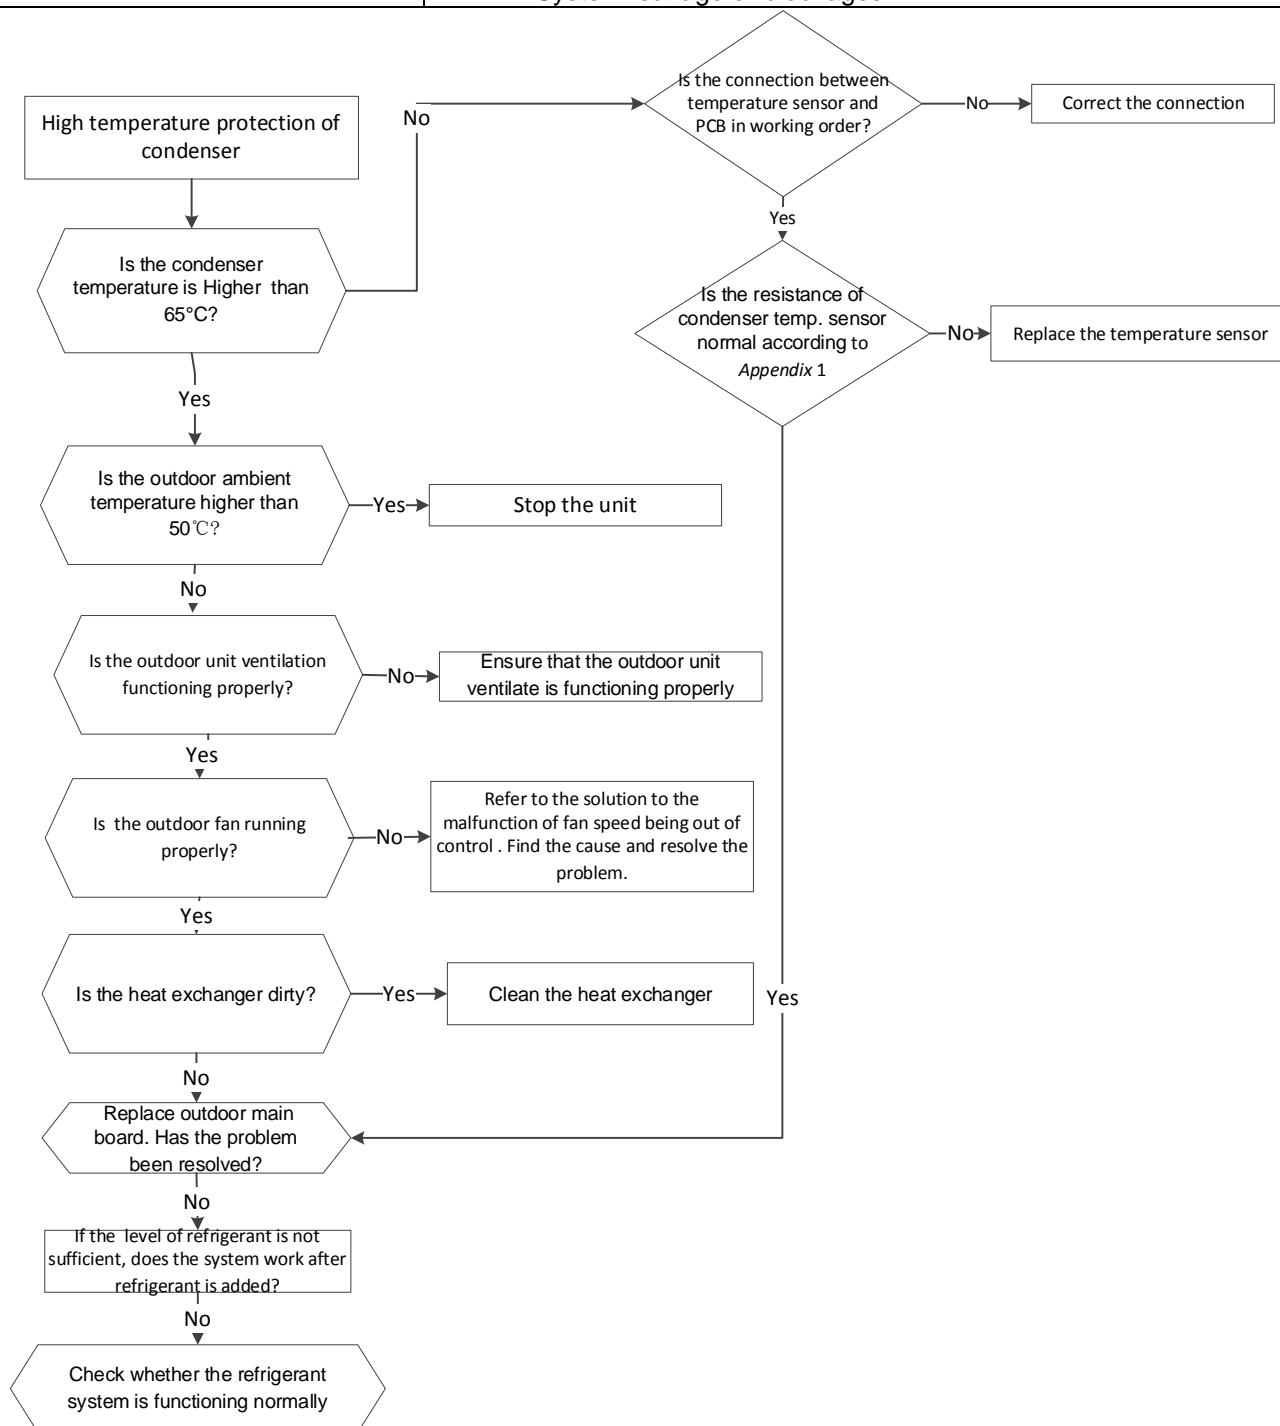 High temperature protection of
condenser
Is the condenser
temperature is Higher than
65°C?
No
Is the connection between
temperature sensor and
PCB in working order?
No
Correct the connection
Yes
Is the resistance of
condenser temp. sensor
normal according to
Appendix 1
No
Replace the temperature sensor
Yes
Is the outdoor ambient
temperature higher than
50℃?
Yes
Stop the unit
No
Is the outdoor unit ventilation
functioning properly?
No
Ensure that the outdoor unit
ventilate is functioning properly
Yes
Is the outdoor fan running
properly?
No
Refer to the solution to the
malfunction of fan speed being out of
control . Find the cause and resolve the
problem.
Yes
Is the heat exchanger dirty?
Yes
Clean the heat exchanger
Yes
No
Replace outdoor main
board. Has the problem
been resolved?
No
If the level of refrigerant is not
sufficient, does the system work after
refrigerant is added?
No
Check whether the refrigerant
system is functioning normally